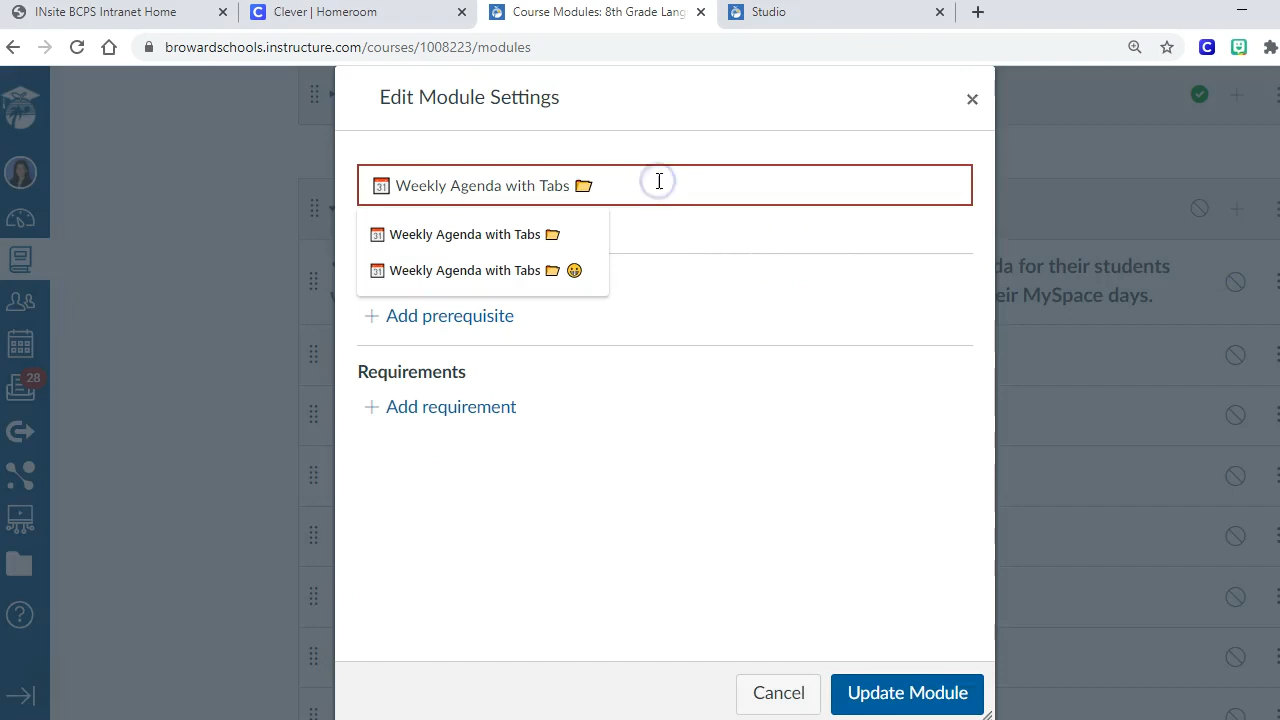 INsite BCPS Intranet Home
Clever | Homeroom
Course Modules: 8th Grade Lang
Studio
browardschools.instructure.com/courses/1008223/modules
Edit Module Settings
📅 Weekly Agenda with Tabs 📂
📅 Weekly Agenda with Tabs 📂
📅 Weekly Agenda with Tabs 📂 😀
da for their students
eir MySpace days.
Add prerequisite
Requirements
28
Add requirement
Cancel
Update Module